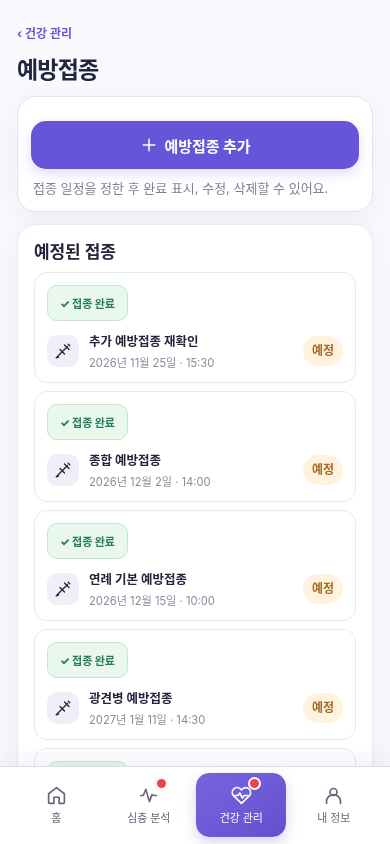 ‹ 건강 관리
예방접종
+ 예방접종 추가
접종 일정을 정한 후 완료 표시, 수정, 삭제할 수 있어요.
예정된 접종
✓ 접종 완료
추가 예방접종 재확인
2026년 11월 25일 · 15:30
예정
✓ 접종 완료
종합 예방접종
2026년 12월 2일 · 14:00
예정
✓ 접종 완료
연례 기본 예방접종
2026년 12월 15일 · 10:00
예정
✓ 접종 완료
광견병 예방접종
2027년 1월 11일 · 14:30
예정
홈
심층 분석
건강 관리
내 정보